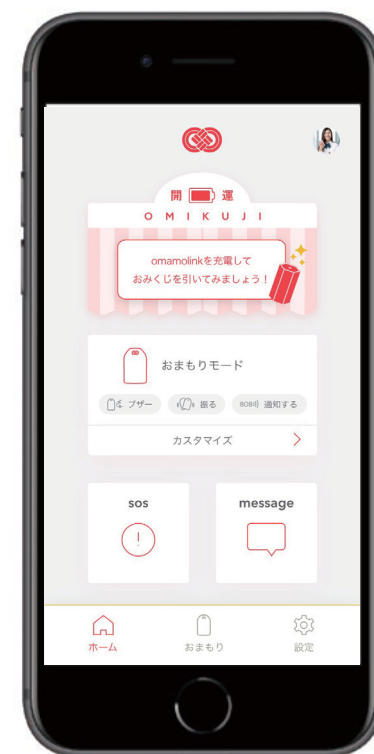 開 運
OMIKUJI
omamolinkを充電して
おみくじを引いてみましょう！
おまもりモード
ブザー 振る SOS 通知する
カスタマイズ
sos message
ホーム おまもり 設定